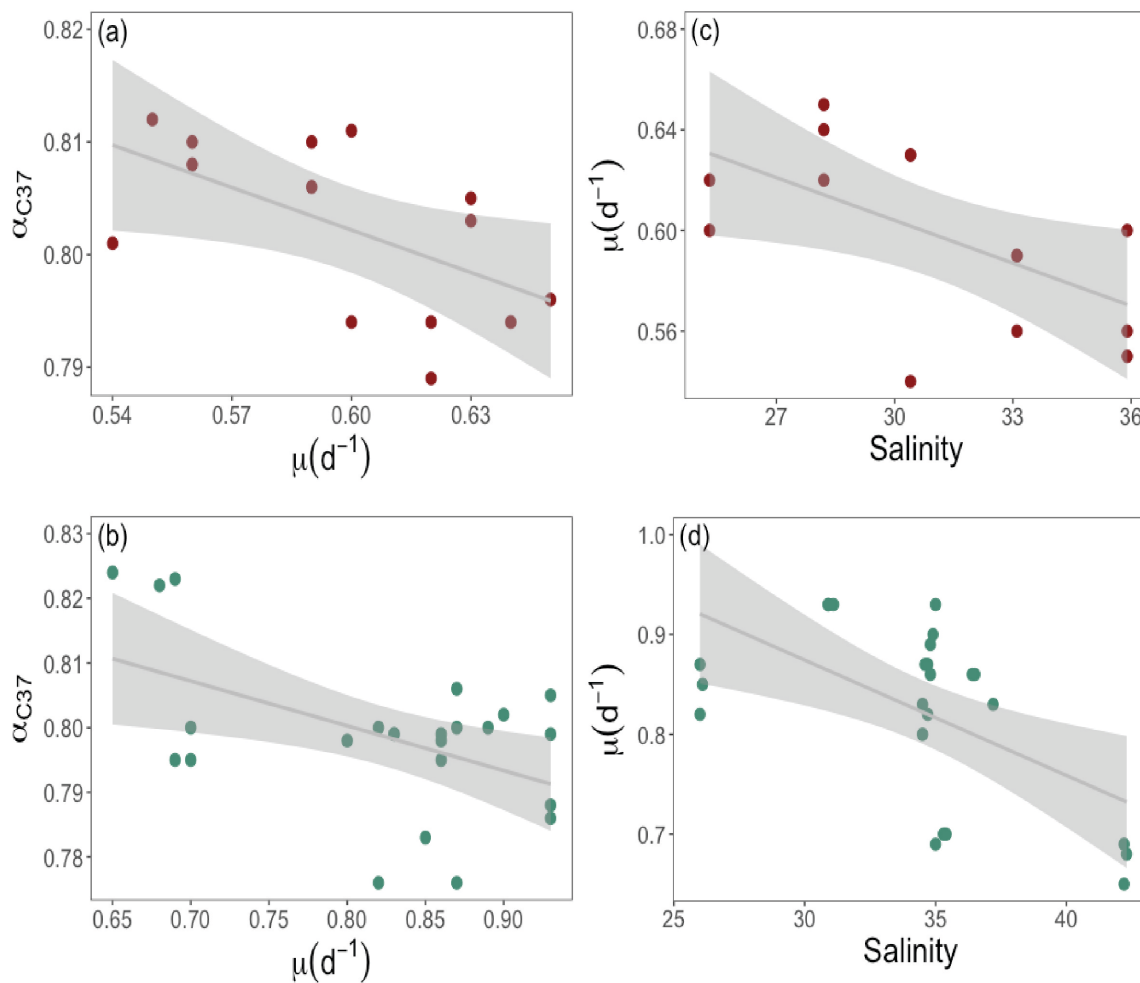 (a)
0.82
0.81
0.80
0.79
αC37
0.54 0.57 0.60 0.63
μ(d⁻¹)
(c)
0.68
0.64
0.60
0.56
μ(d⁻¹)
27 30 33 36
Salinity
(b)
0.83
0.82
0.81
0.80
0.79
0.78
αC37
0.65 0.70 0.75 0.80 0.85 0.90
μ(d⁻¹)
(d)
1.0
0.9
0.8
0.7
μ(d⁻¹)
25 30 35 40
Salinity